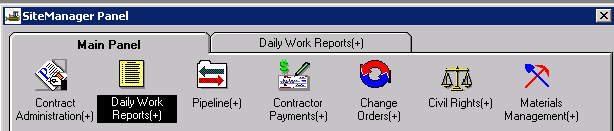 SiteManager Panel
Main Panel
Daily Work Reports(+)
Contract
Administration(+)
Daily Work
Reports(+)
Pipeline(+)
Contractor
Payments(+)
Change
Orders(+)
Civil Rights(+)
Materials
Management(+)